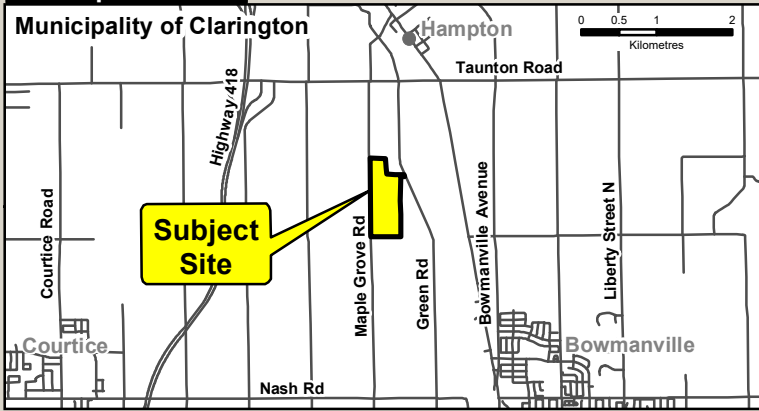 Municipality of Clarington
Hampton
0 0.5 1 2
Kilometres
Taunton Road
Highway 418
Courtice Road
Subject
Site
Maple Grove Rd
Green Rd
Bowmanville Avenue
Liberty Street N
Courtice
Bowmanville
Nash Rd